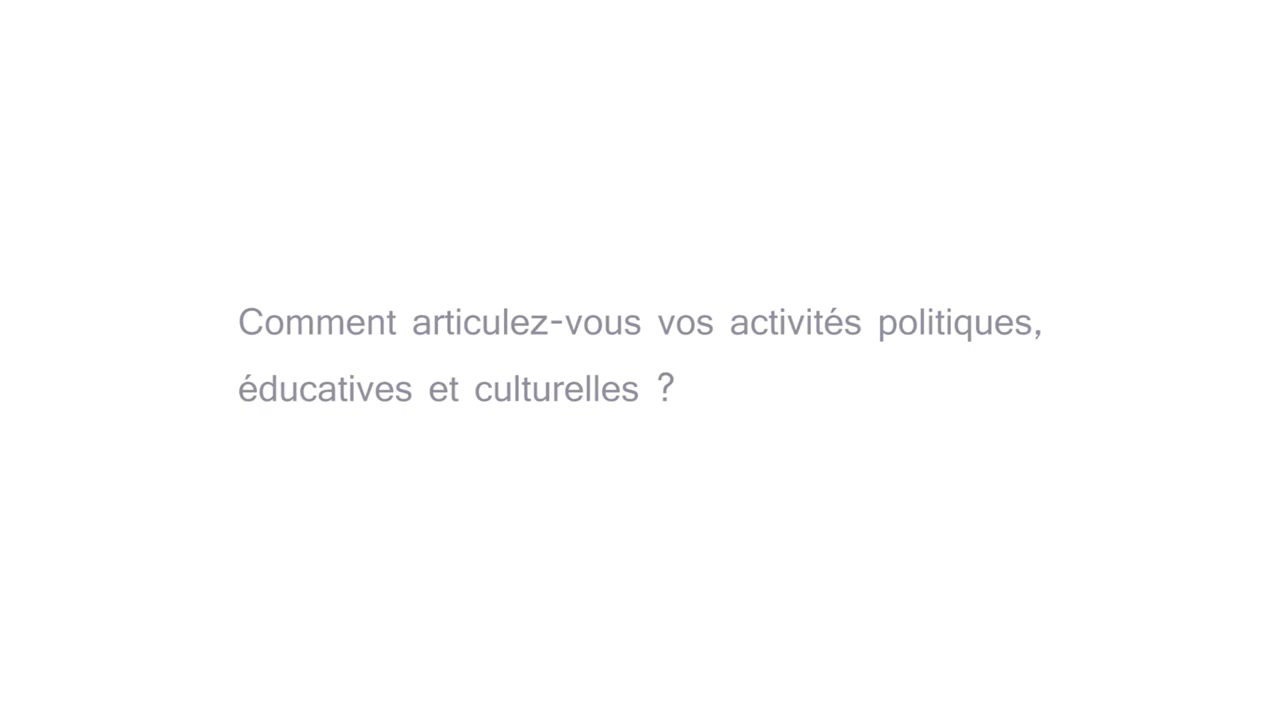 Comment articulez-vous vos activités politiques,
éducatives et culturelles ?